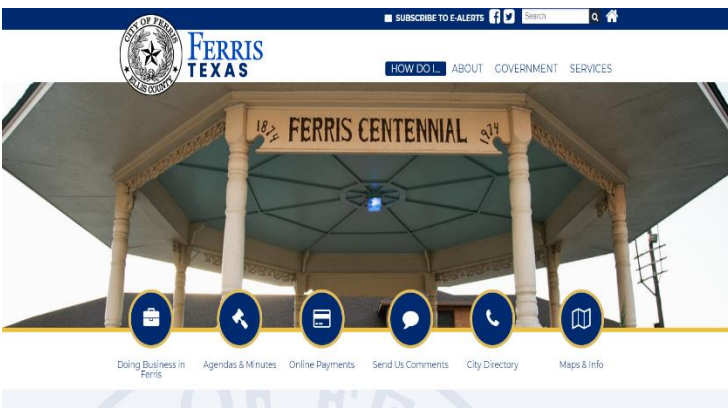 SUBSCRIBE TO E-ALERTS
Search
CITY OF FERRIS
ELLIS COUNTY
FERRIS
TEXAS
HOW DO I...
ABOUT
GOVERNMENT
SERVICES
1874 FERRIS CENTENNIAL 1974
Doing Business in
Ferris
Agendas & Minutes
Online Payments
Send Us Comments
City Directory
Maps & Info